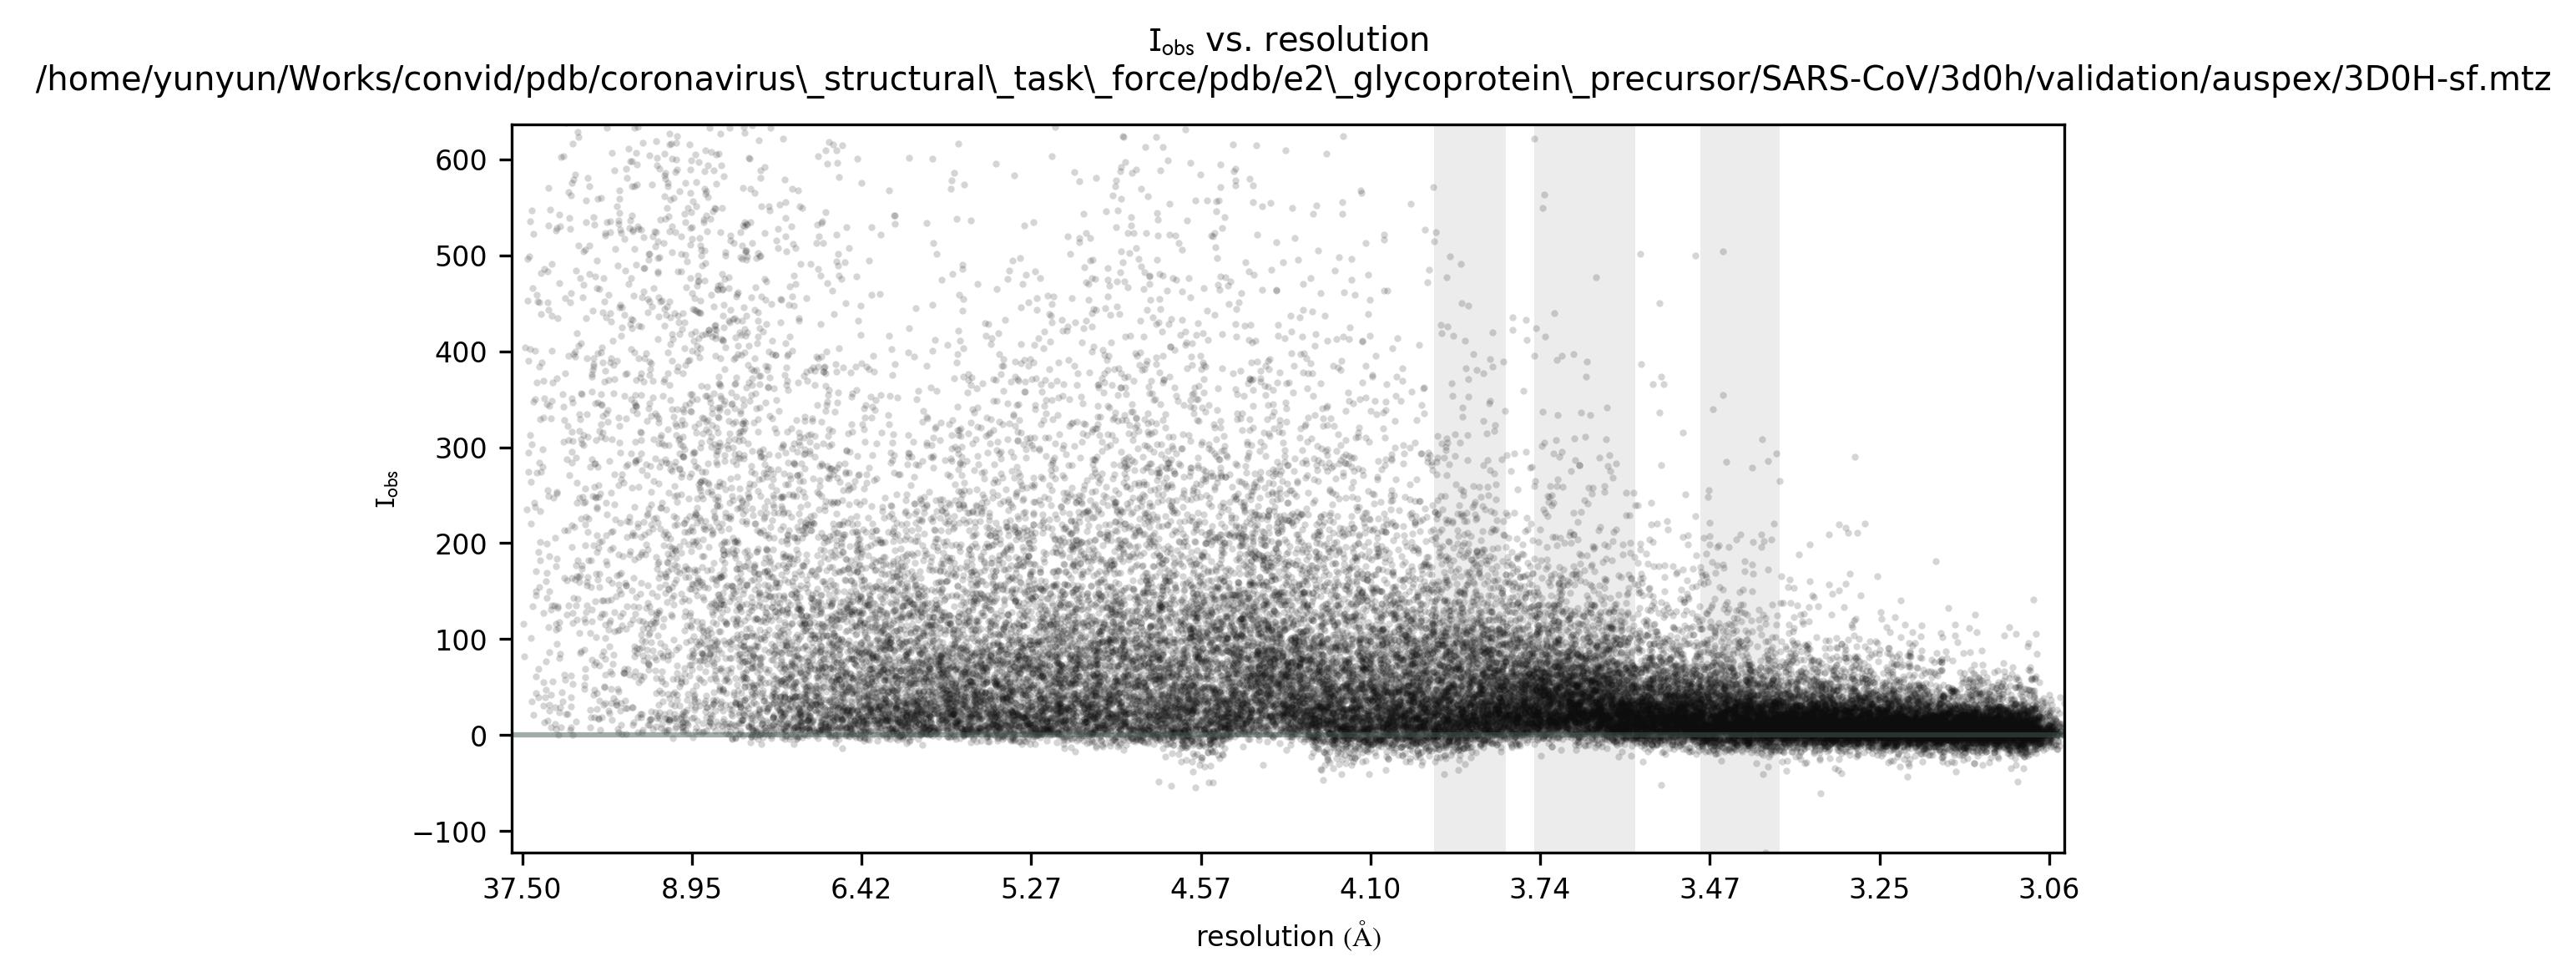 I_obs vs. resolution
/home/yunyun/Works/convid/pdb/coronavirus\_structural\_task\_force/pdb/e2\_glycoprotein\_precursor/SARS-CoV/3d0h/validation/auspex/3D0H-sf.mtz
600
500
400
300
200
100
0
−100
I_obs
37.50 8.95 6.42 5.27 4.57 4.10 3.74 3.47 3.25 3.06
resolution (Å)